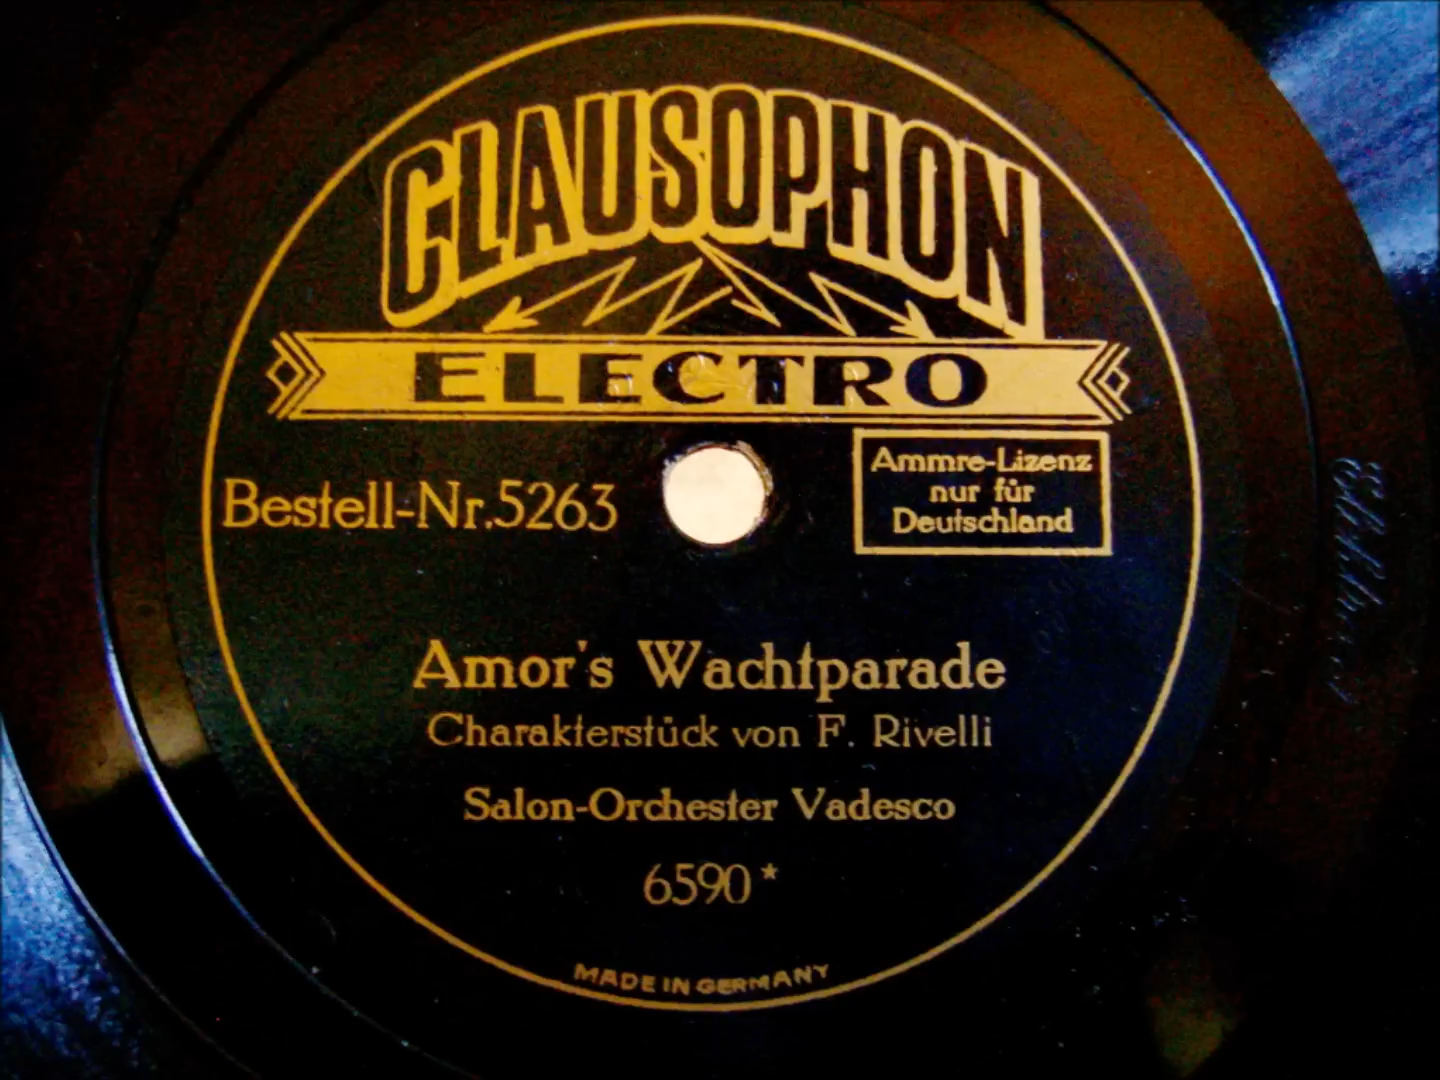 CLAUSOPHON
ELECTRO
Bestell-Nr. 5263
Ammre-Lizenz
nur für
Deutschland
Amor's Wachtparade
Charakterstück von F. Rivelli
Salon-Orchester Vadesco
6590*
MADE IN GERMANY